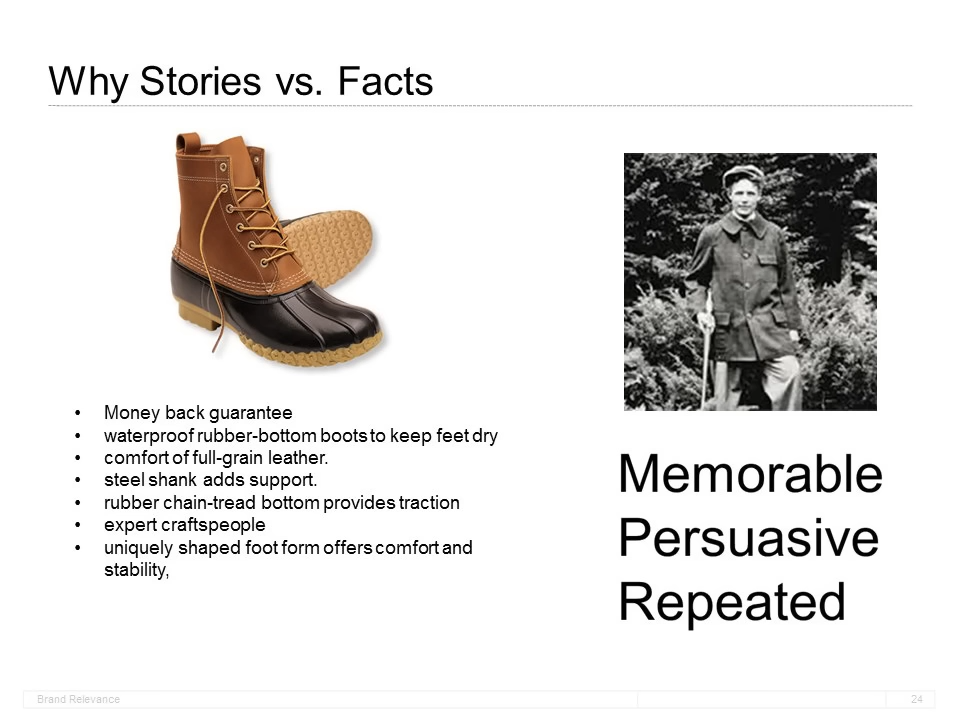 Why Stories vs. Facts
• Money back guarantee
• waterproof rubber-bottom boots to keep feet dry
• comfort of full-grain leather.
• steel shank adds support.
• rubber chain-tread bottom provides traction
• expert craftspeople
• uniquely shaped foot form offers comfort and
stability,
Memorable
Persuasive
Repeated
Brand Relevance
24